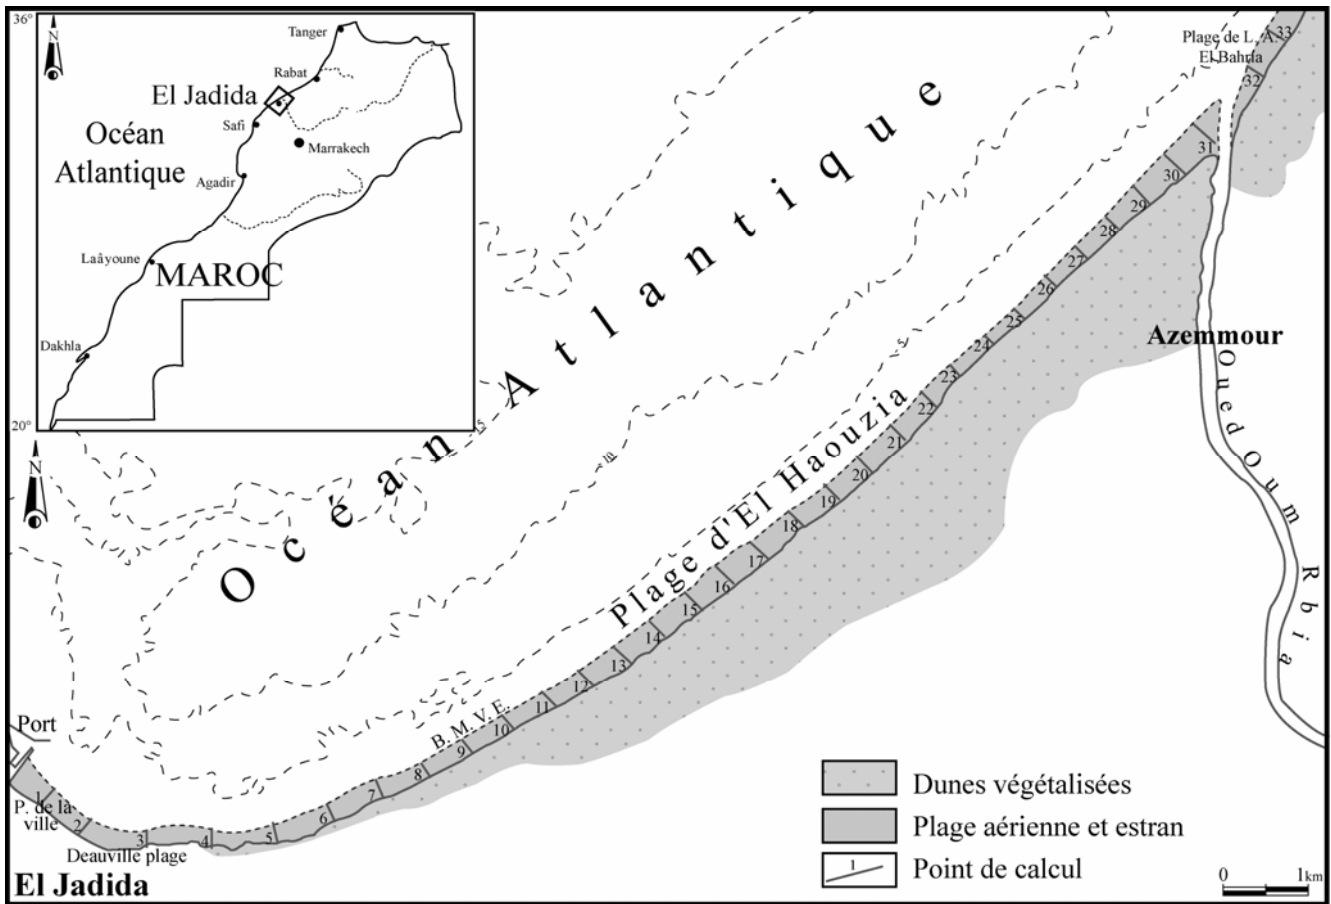 36°
N
Tanger
Rabat
El Jadida
Safi
Océan
Atlantique
Marrakech
Agadir
Laâyoune
MAROC
Dakhla
20°
N
Plage de L. A.
El Bahria
33
32
31
30
29
28
27
26
25
24
23
22
21
20
19
18
17
16
15
14
13
12
11
10
9
8
7
6
5
4
3
2
1
Océan Atlantique
5
10
15
Plage d'El Haouzia
B. M. V. E.
Azemmour
Oued Oum Rbia
Port
P. de la
ville
Deauville plage
El Jadida
Dunes végétalisées
Plage aérienne et estran
1
Point de calcul
0 1km